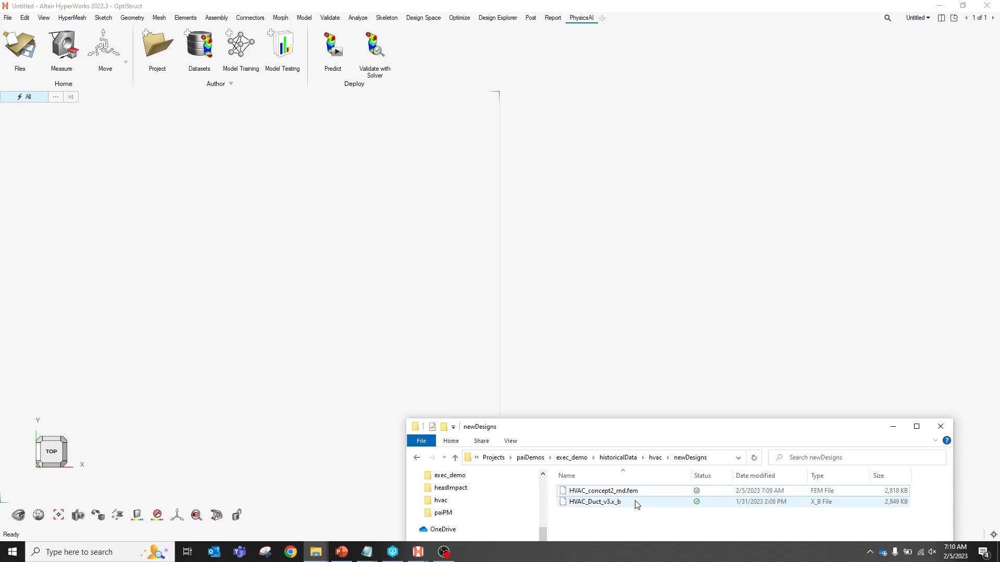 Untitled - Altair HyperWorks 2022.3 - OptiStruct
File Edit View HyperMesh Sketch Geometry Mesh Elements Assembly Connectors Morph Model Validate Analyze Skeleton Design Space Optimize Design Explorer Post Report PhysicsAI Untitled 1 of 1
Files Measure Move Project Datasets Model Training Model Testing Predict Validate with Solver
Home Author Deploy
All ...
Y
TOP
Z X
Ready
newDesigns
File Home Share View
« Projects › paiDemos › exec_demo › historicalData › hvac › newDesigns Search newDesigns
exec_demo
headImpact
hvac
paiPM
OneDrive
Name Status Date modified Type Size
HVAC_concept2_rnd.fem 2/5/2023 7:09 AM FEM File 2,818 KB
HVAC_Duct_v3.x_b 1/31/2023 2:08 PM X_B File 2,849 KB
Type here to search
7:10 AM
2/5/2023
4